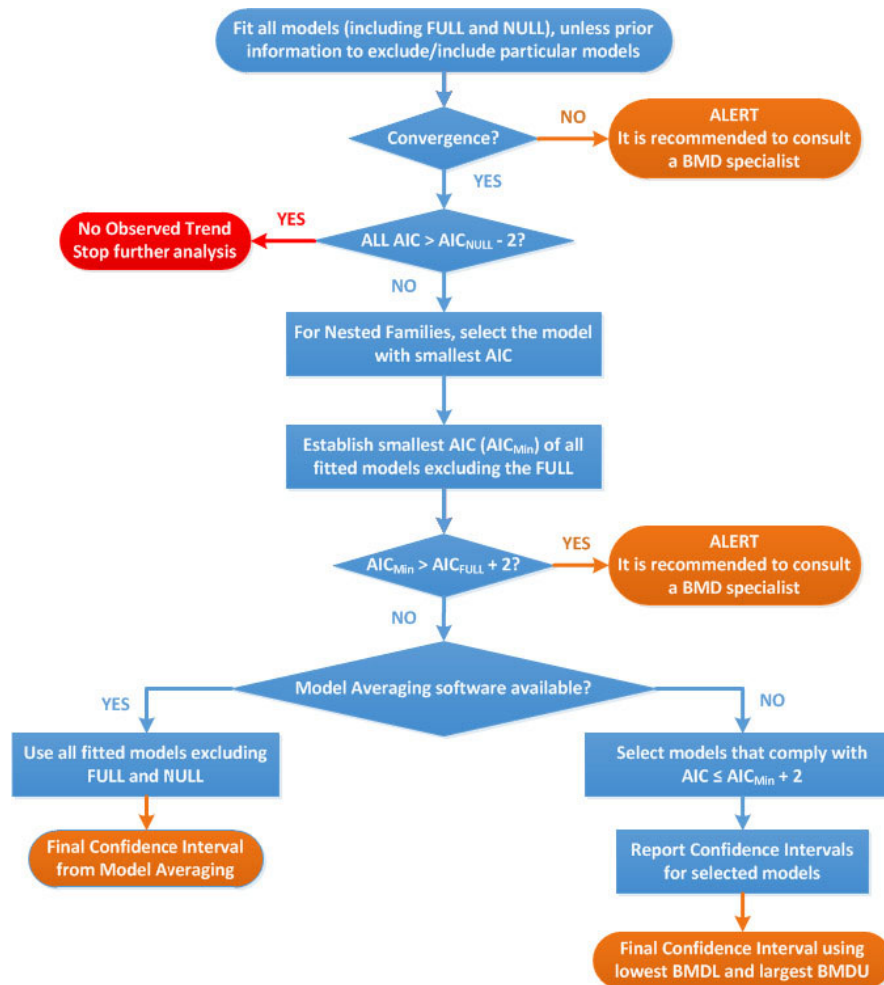 Fit all models (including FULL and NULL), unless prior
information to exclude/include particular models
Convergence?
NO
ALERT
It is recommended to consult
a BMD specialist
YES
ALL AIC > AIC_NULL - 2?
YES
No Observed Trend
Stop further analysis
NO
For Nested Families, select the model
with smallest AIC
Establish smallest AIC (AIC_Min) of all
fitted models excluding the FULL
AIC_Min > AIC_FULL + 2?
YES
ALERT
It is recommended to consult
a BMD specialist
NO
Model Averaging software available?
YES
Use all fitted models excluding
FULL and NULL
Final Confidence Interval
from Model Averaging
NO
Select models that comply with
AIC ≤ AIC_Min + 2
Report Confidence Intervals
for selected models
Final Confidence Interval using
lowest BMDL and largest BMDU